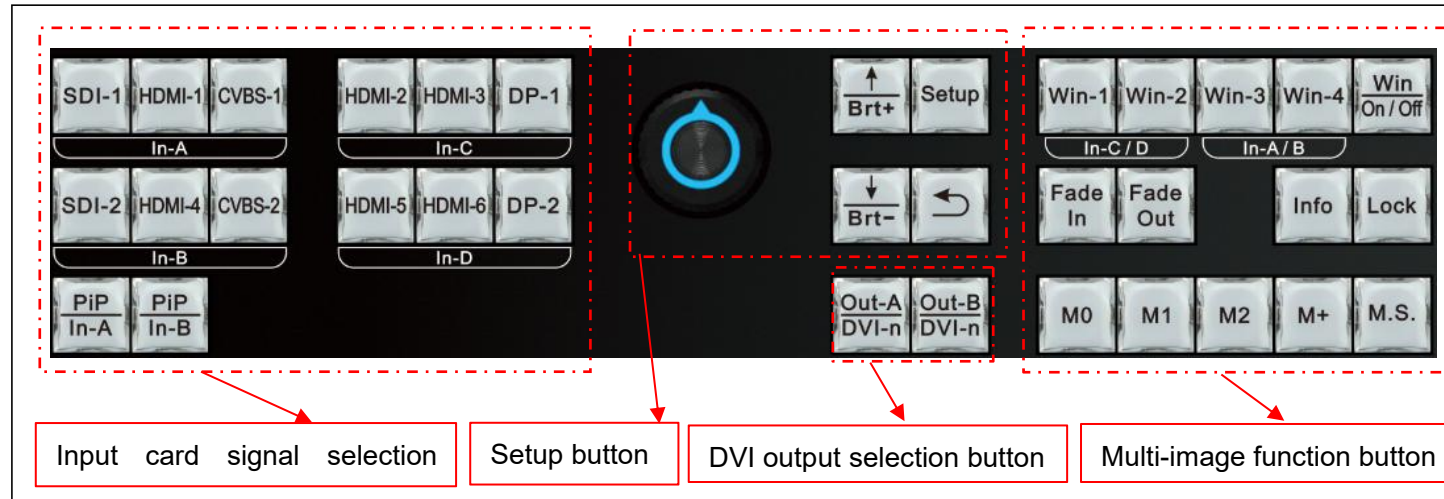 SDI-1 HDMI-1 CVBS-1 HDMI-2 HDMI-3 DP-1
In-A In-C
SDI-2 HDMI-4 CVBS-2 HDMI-5 HDMI-6 DP-2
In-B In-D
PiP
In-A
PiP
In-B
↑
Brt+
Setup
↓
Brt−
Out-A
DVI-n
Out-B
DVI-n
Win-1 Win-2 Win-3 Win-4
Win
On / Off
In-C / D In-A / B
Fade
In
Fade
Out
Info Lock
M0 M1 M2 M+ M.S.
Input card signal selection
Setup button
DVI output selection button
Multi-image function button